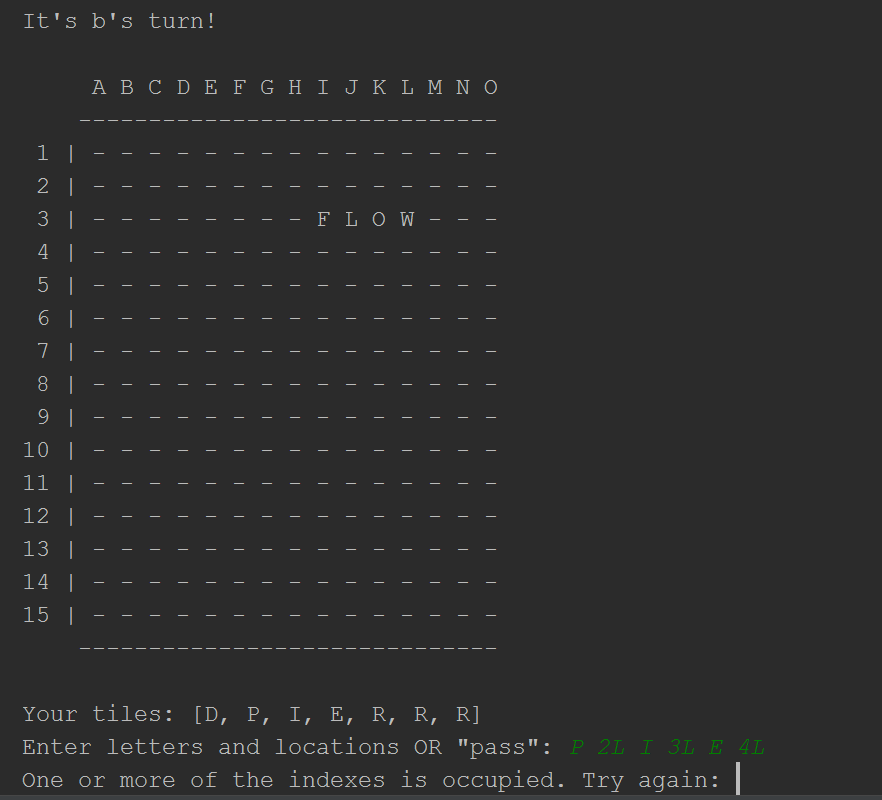 It's b's turn!
A B C D E F G H I J K L M N O
-----------------------------
1 | - - - - - - - - - - - - - - -
2 | - - - - - - - - - - - - - - -
3 | - - - - - - - - F L O W - - -
4 | - - - - - - - - - - - - - - -
5 | - - - - - - - - - - - - - - -
6 | - - - - - - - - - - - - - - -
7 | - - - - - - - - - - - - - - -
8 | - - - - - - - - - - - - - - -
9 | - - - - - - - - - - - - - - -
10 | - - - - - - - - - - - - - - -
11 | - - - - - - - - - - - - - - -
12 | - - - - - - - - - - - - - - -
13 | - - - - - - - - - - - - - - -
14 | - - - - - - - - - - - - - - -
15 | - - - - - - - - - - - - - - -
-----------------------------
Your tiles: [D, P, I, E, R, R, R]
Enter letters and locations OR "pass": P 2L I 3L E 4L
One or more of the indexes is occupied. Try again: